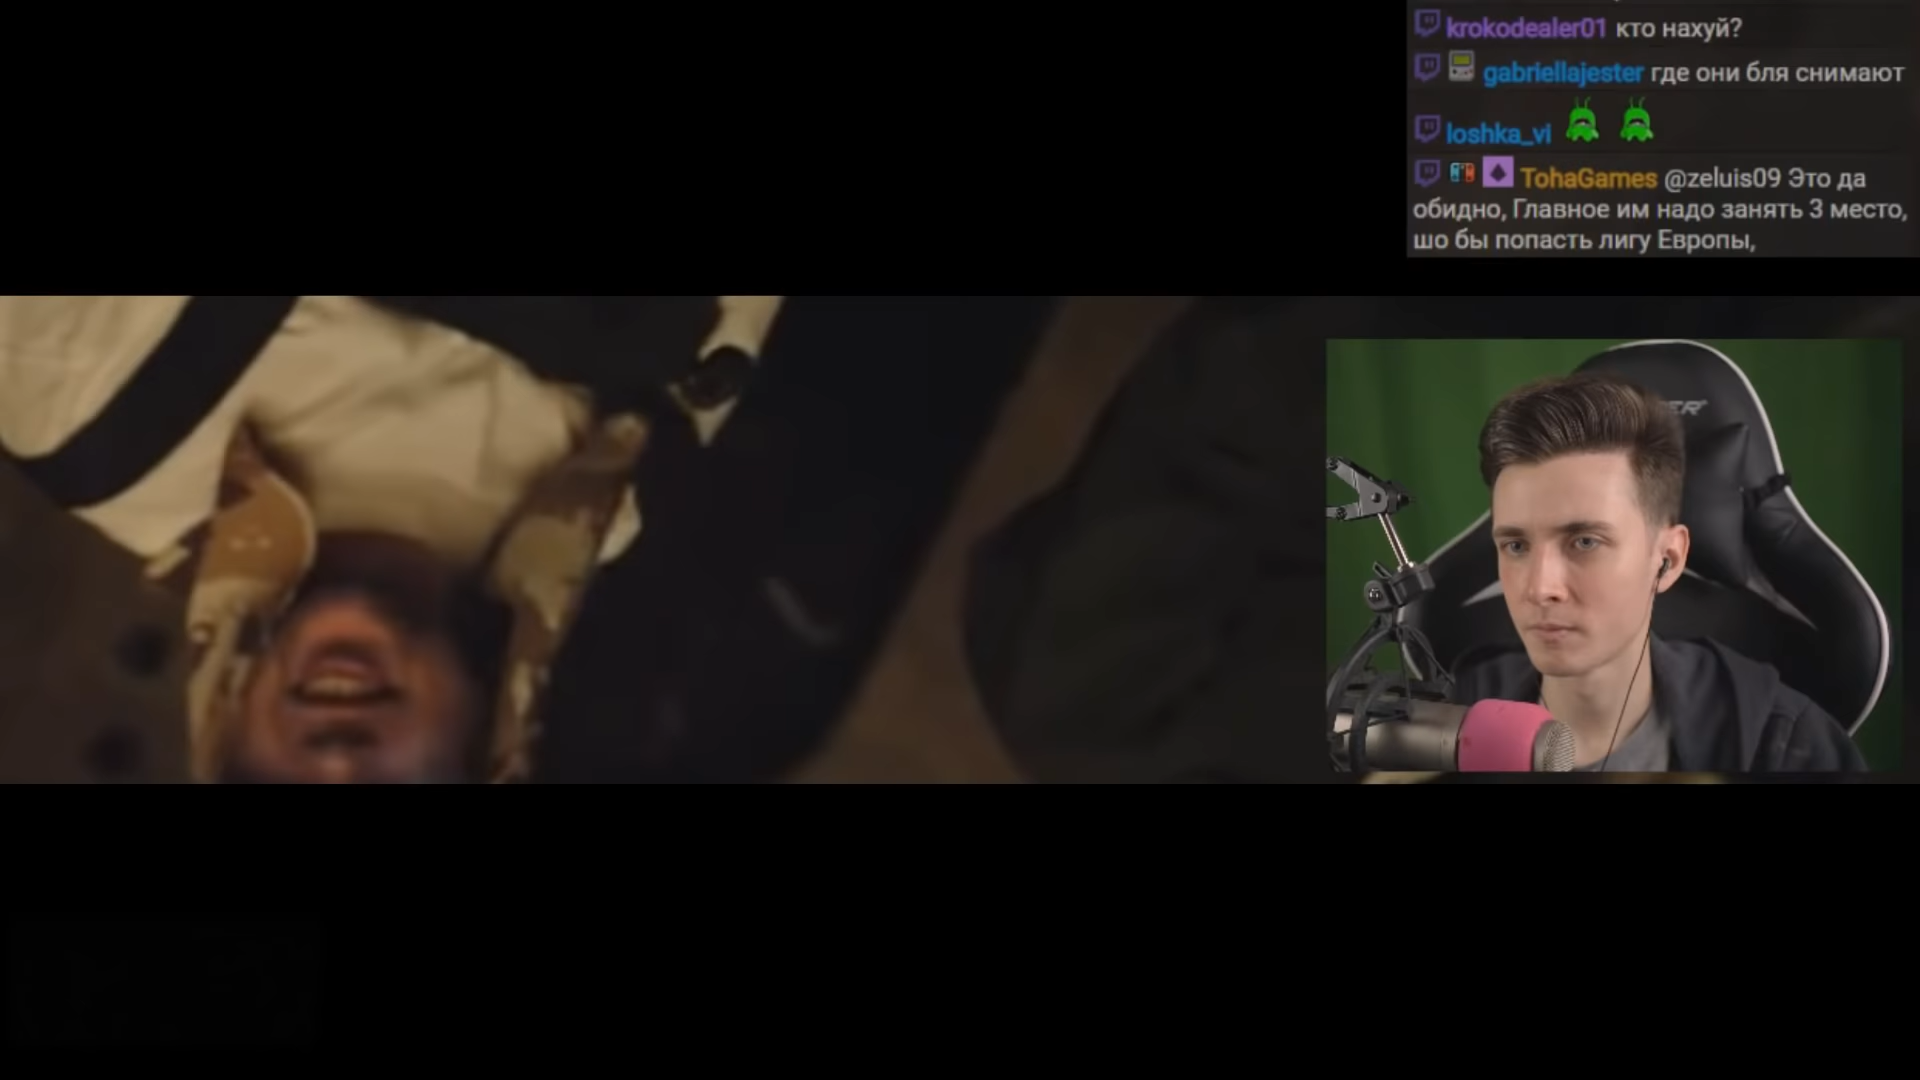 krokodealer01 кто нахуй?
gabriellajester где они бля снимают
loshka_vi
TohaGames @zeluis09 Это да
обидно, Главное им надо занять 3 место,
шо бы попасть лигу Европы,